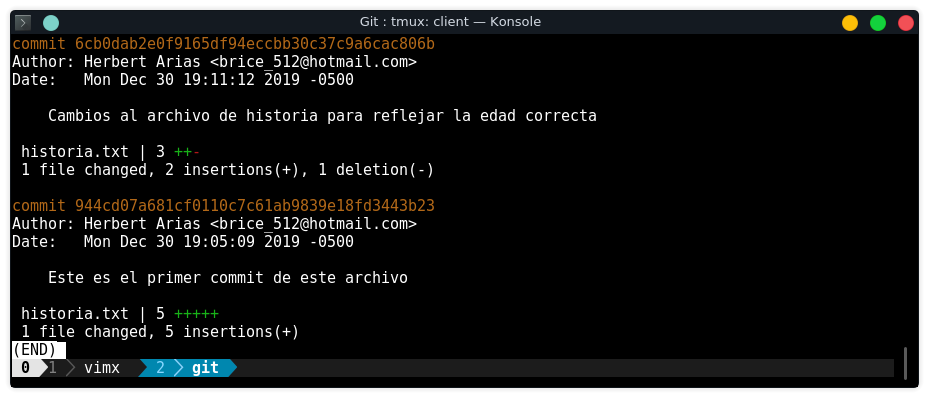 Git : tmux: client — Konsole
commit 6cb0dab2e0f9165df94eccbb30c37c9a6cac806b
Author: Herbert Arias <brice_512@hotmail.com>
Date:   Mon Dec 30 19:11:12 2019 -0500
Cambios al archivo de historia para reflejar la edad correcta
historia.txt | 3 ++-
1 file changed, 2 insertions(+), 1 deletion(-)
commit 944cd07a681cf0110c7c61ab9839e18fd3443b23
Author: Herbert Arias <brice_512@hotmail.com>
Date:   Mon Dec 30 19:05:09 2019 -0500
Este es el primer commit de este archivo
historia.txt | 5 +++++
1 file changed, 5 insertions(+)
(END)
0 1 vimx 2 git